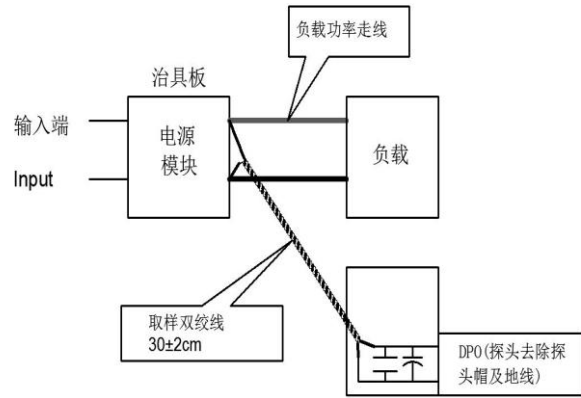 负载功率走线
治具板
输入端
Input
电源
模块
负载
取样双绞线
30±2cm
DPO(探头去除探
头帽及地线)